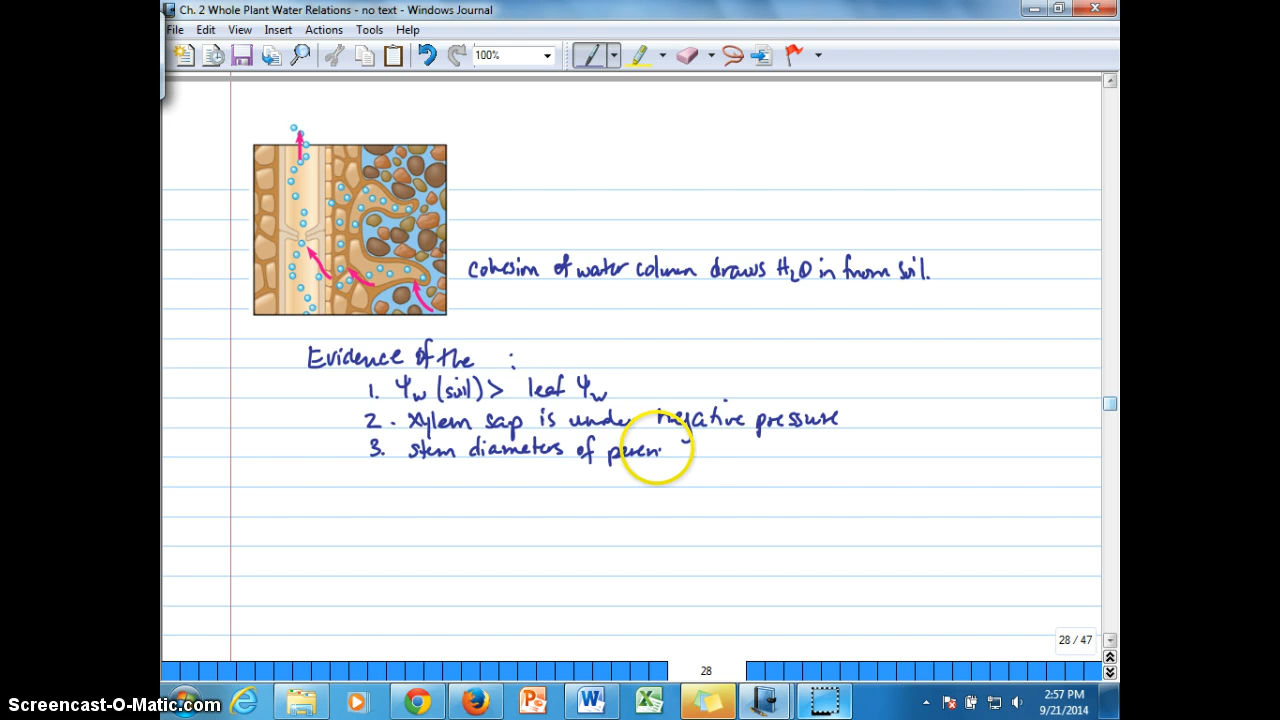 Ch. 2 Whole Plant Water Relations - no text - Windows Journal
File Edit View Insert Actions Tools Help
100%
cohesion of water column draws H₂O in from soil.
Evidence of the :
1. Ψw (soil) > leaf Ψw
2. xylem sap is under negative pressure
3. stem diameters of peren
28 / 47
28
2:57 PM
9/21/2014
Screencast-O-Matic.com